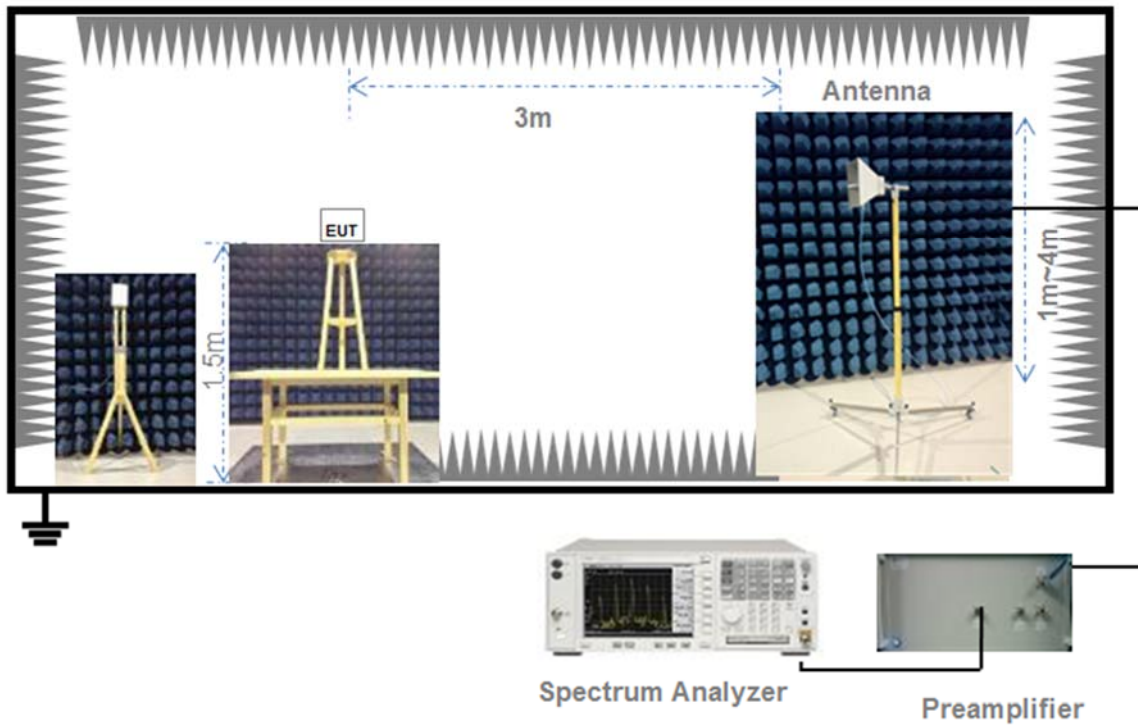 Antenna
3m
EUT
1.5m
1m~4m
Spectrum Analyzer
Preamplifier